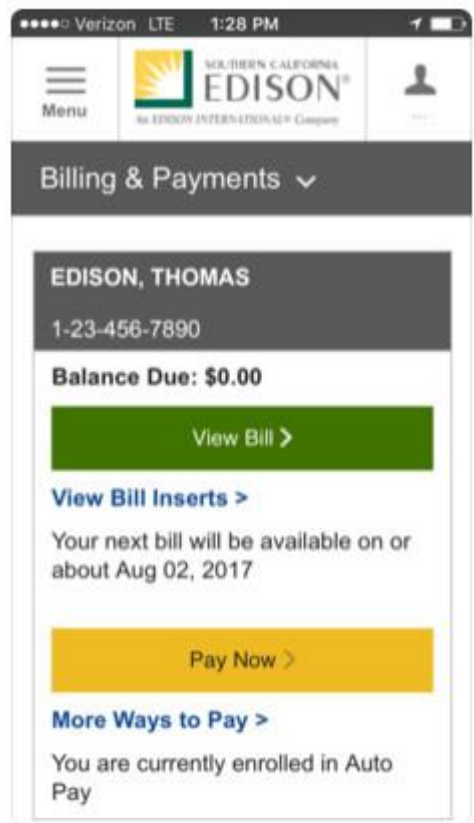 Verizon LTE 1:28 PM
Menu
SOUTHERN CALIFORNIA
EDISON®
An EDISON INTERNATIONAL® Company
...
Billing & Payments
EDISON, THOMAS
1-23-456-7890
Balance Due: $0.00
View Bill >
View Bill Inserts >
Your next bill will be available on or
about Aug 02, 2017
Pay Now >
More Ways to Pay >
You are currently enrolled in Auto
Pay